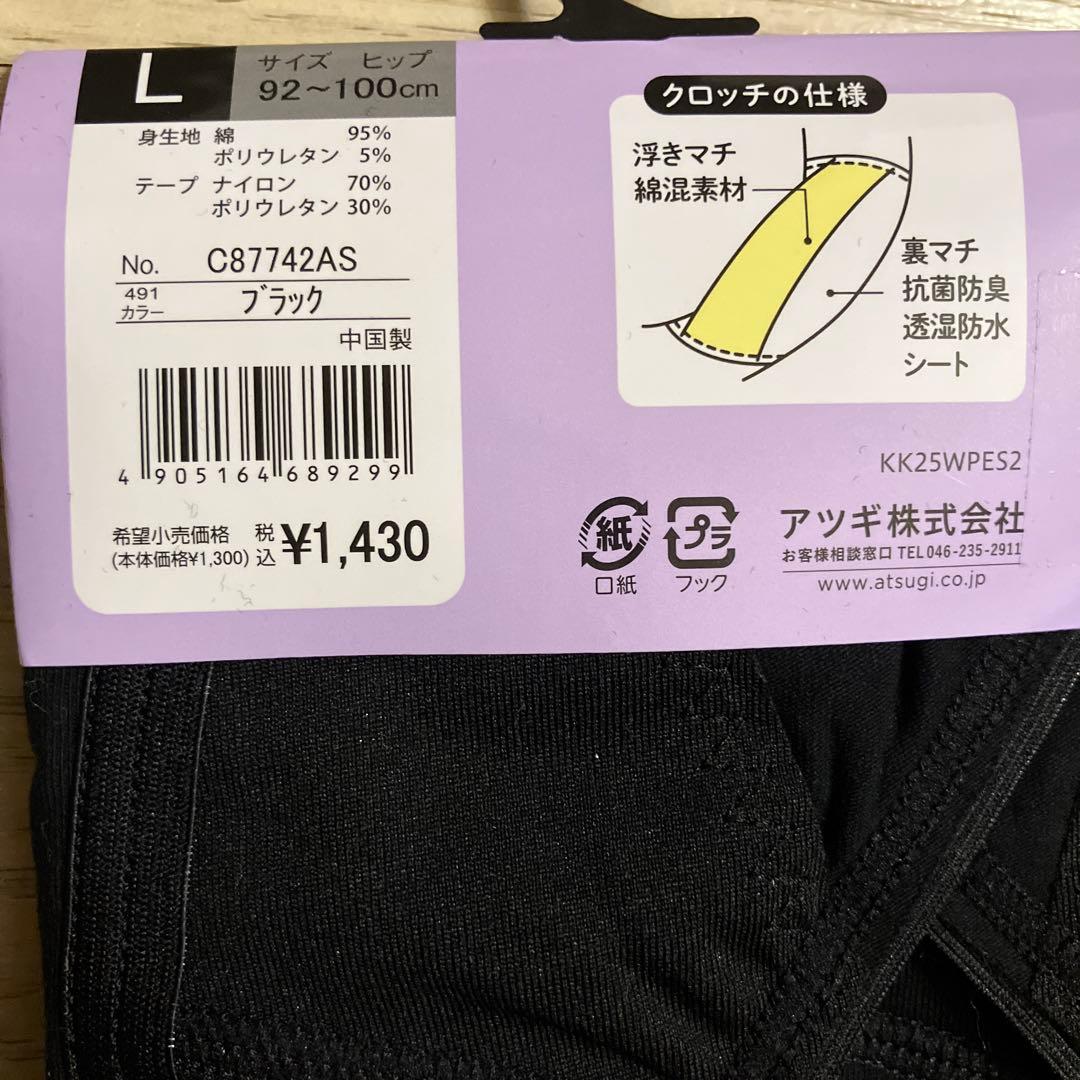 L
サイズ ヒップ
92～100cm
身生地 綿 95%
ポリウレタン 5%
テープ ナイロン 70%
ポリウレタン 30%
No. C87742AS
491
カラー ブラック
中国製
4 905164 689299
希望小売価格 税込 ¥1,430
(本体価格¥1,300)
クロッチの仕様
浮きマチ
綿混素材
裏マチ
抗菌防臭
透湿防水
シート
KK25WPES2
紙
口紙
プラ
フック
アツギ株式会社
お客様相談窓口 TEL046-235-2911
www.atsugi.co.jp